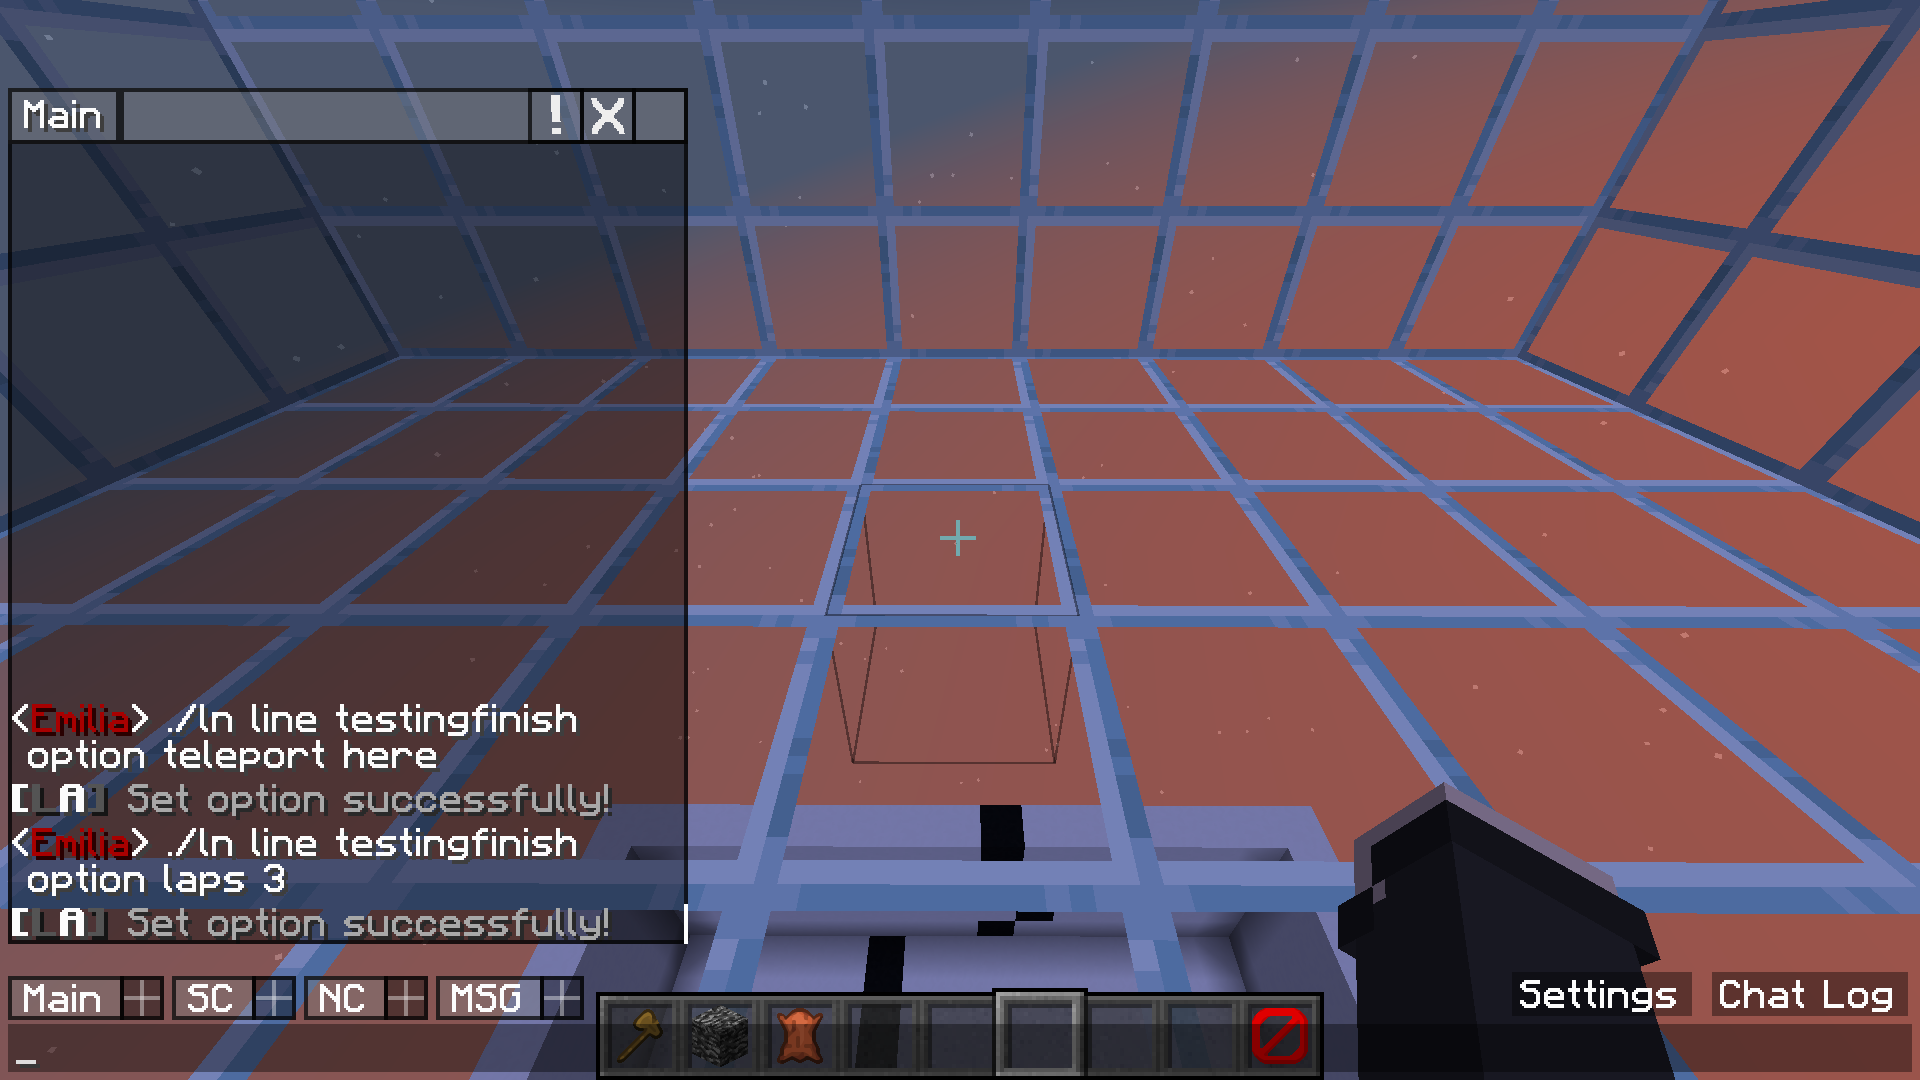 Main ! X
<Emilia> ./ln line testingfinish
option teleport here
[LA] Set option successfully!
<Emilia> ./ln line testingfinish
option laps 3
[LA] Set option successfully!
Main + SC + NC + MSG +
Settings Chat Log
_